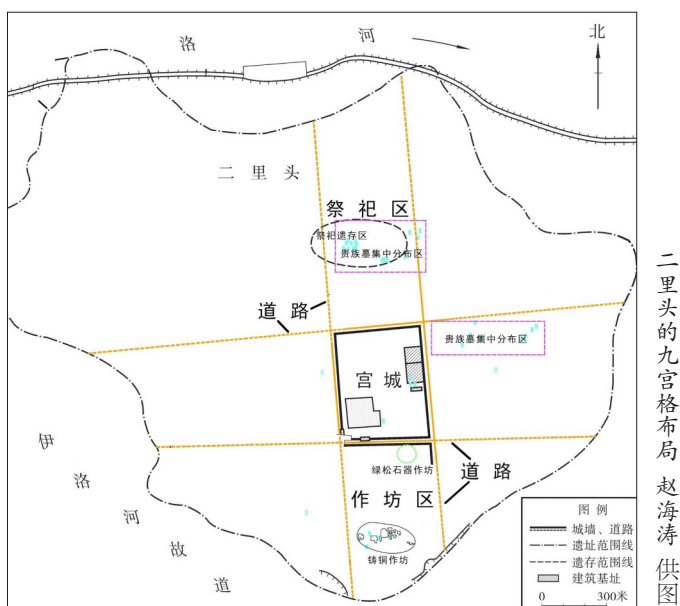 洛河
北
二里头
祭祀区
祭祀遗存区
贵族墓集中分布区
道路
贵族墓集中分布区
宫城
伊洛河故道
绿松石器作坊
道路
作坊区
铸铜作坊
图例
城墙、道路
遗址范围线
遗存范围线
建筑基址
0 300米
二里头的九宫格布局 赵海涛 供图